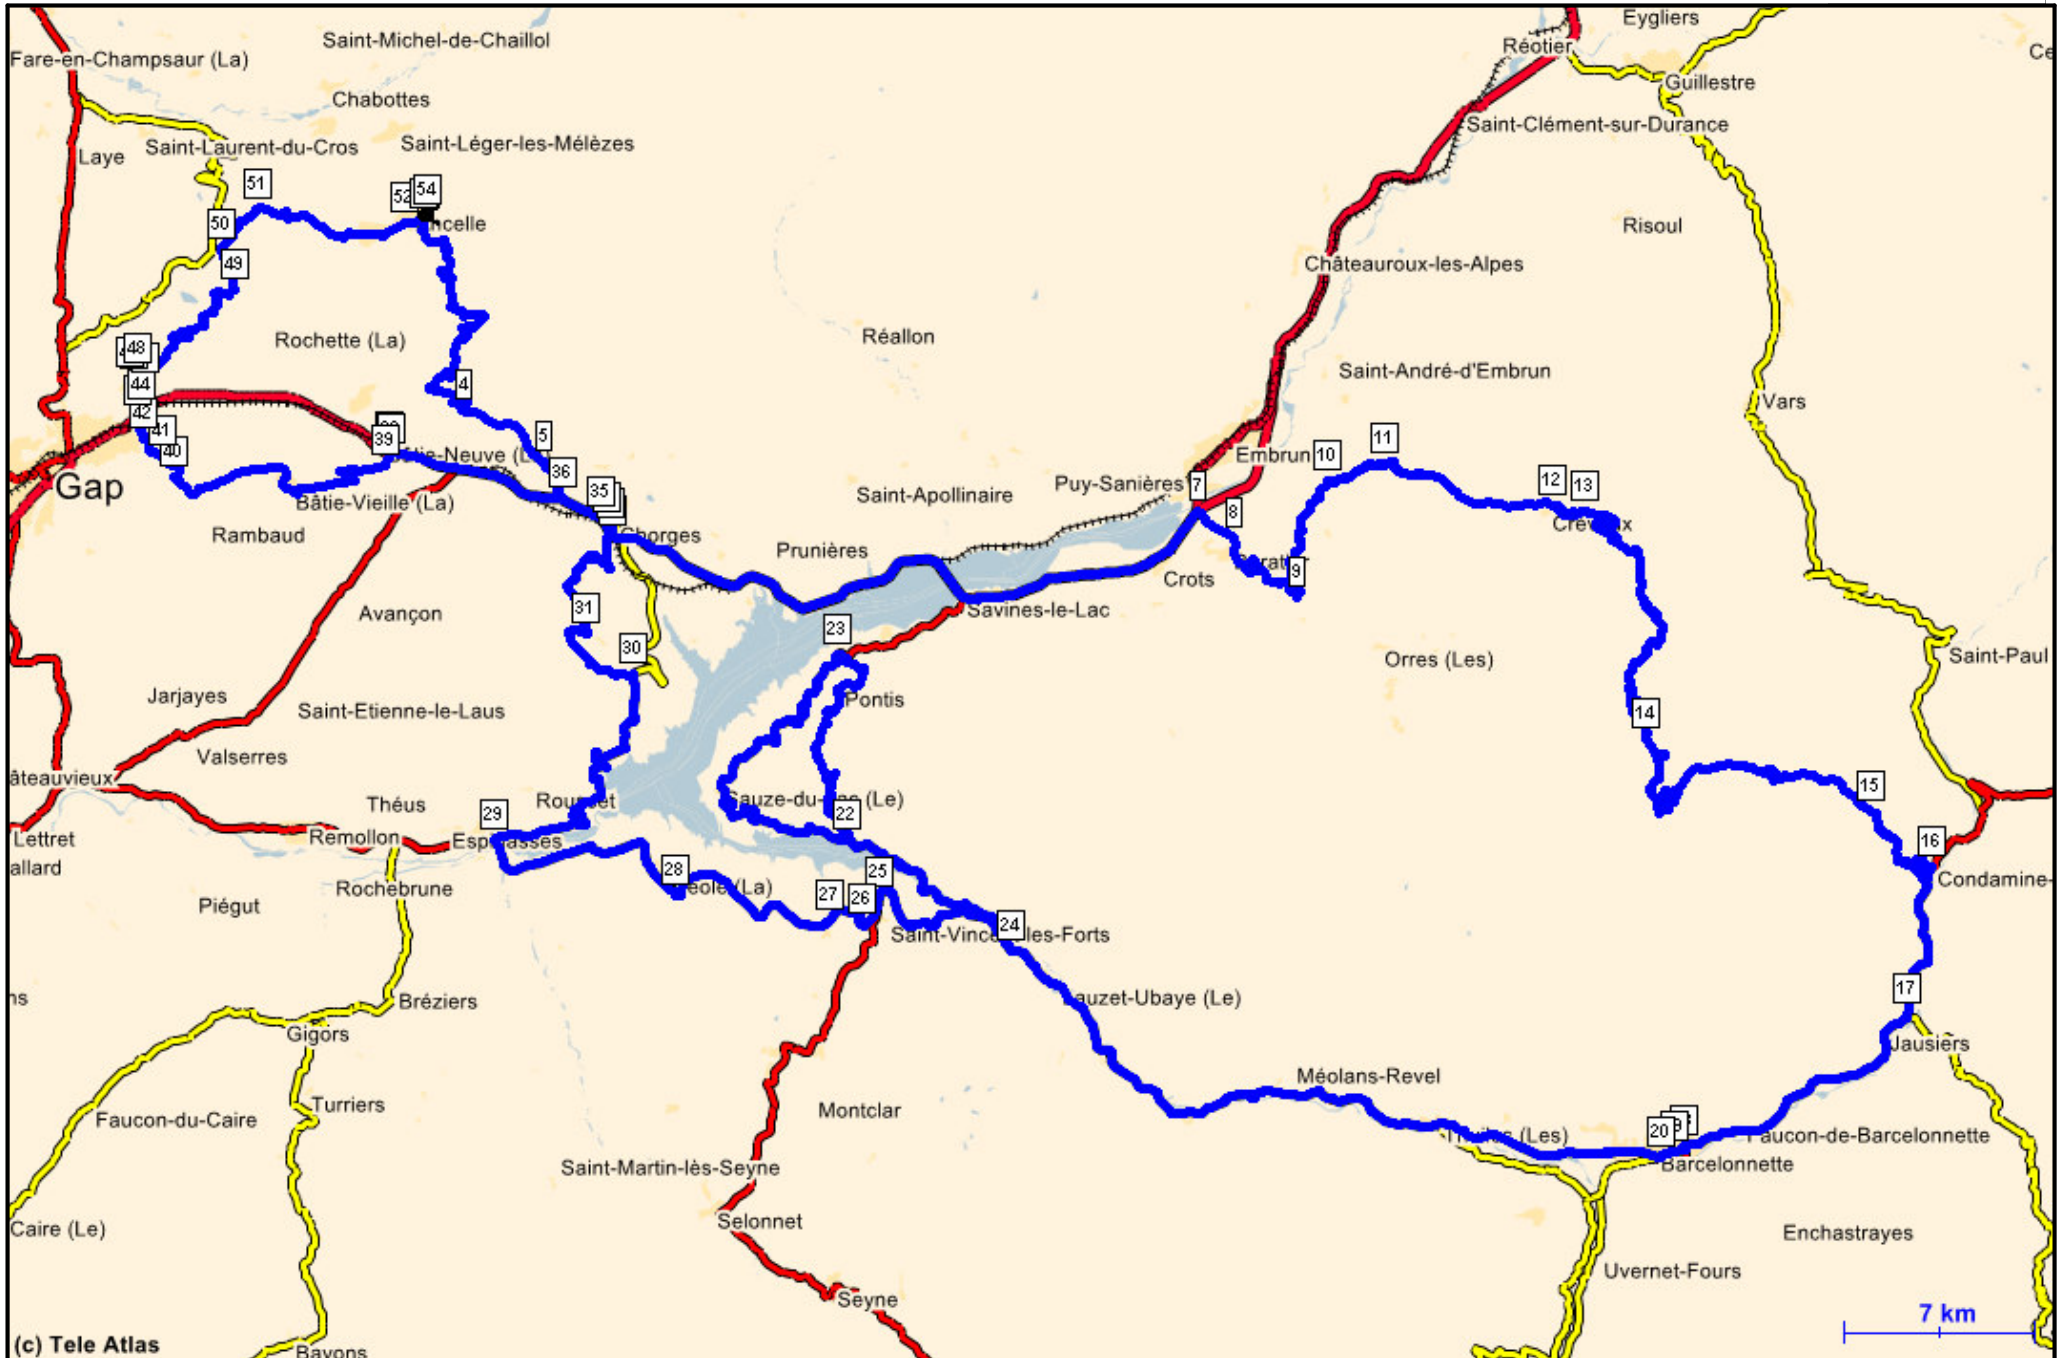 Eygliers
Saint-Michel-de-Chaillol
Réotier
Fare-en-Champsaur (La)
Guillestre
Chabottes
Saint-Clément-sur-Durance
Saint-Laurent-du-Cros
Saint-Léger-les-Mélèzes
Laye
51
52
54
50
Risoul
49
Châteauroux-les-Alpes
Rochette (La)
Réallon
48
Saint-André-d'Embrun
44
4
Vars
42
41
39
5
11
40
Embrun
10
36
Gap
Puy-Sanières
7
12
13
35
Saint-Apollinaire
Bâtie-Vieille (La)
8
Rambaud
Prunières
9
Crots
31
Avançon
Savines-le-Lac
23
30
Orres (Les)
Saint-Paul
Jarjayes
Pontis
Saint-Etienne-le-Laus
14
Valserres
âteauvieux
15
Théus
29
22
Lettret
Remollon
16
allard
28
25
Rochebrune
27
26
Condamine-
Piégut
24
17
Bréziers
Gigors
Jausiers
Méolans-Revel
Turriers
Montclar
Faucon-du-Caire
20
Barcelonnette
Saint-Martin-lès-Seyne
Selonnet
Caire (Le)
Enchastrayes
Uvernet-Fours
Seyne
7 km
(c) Tele Atlas
Bayons